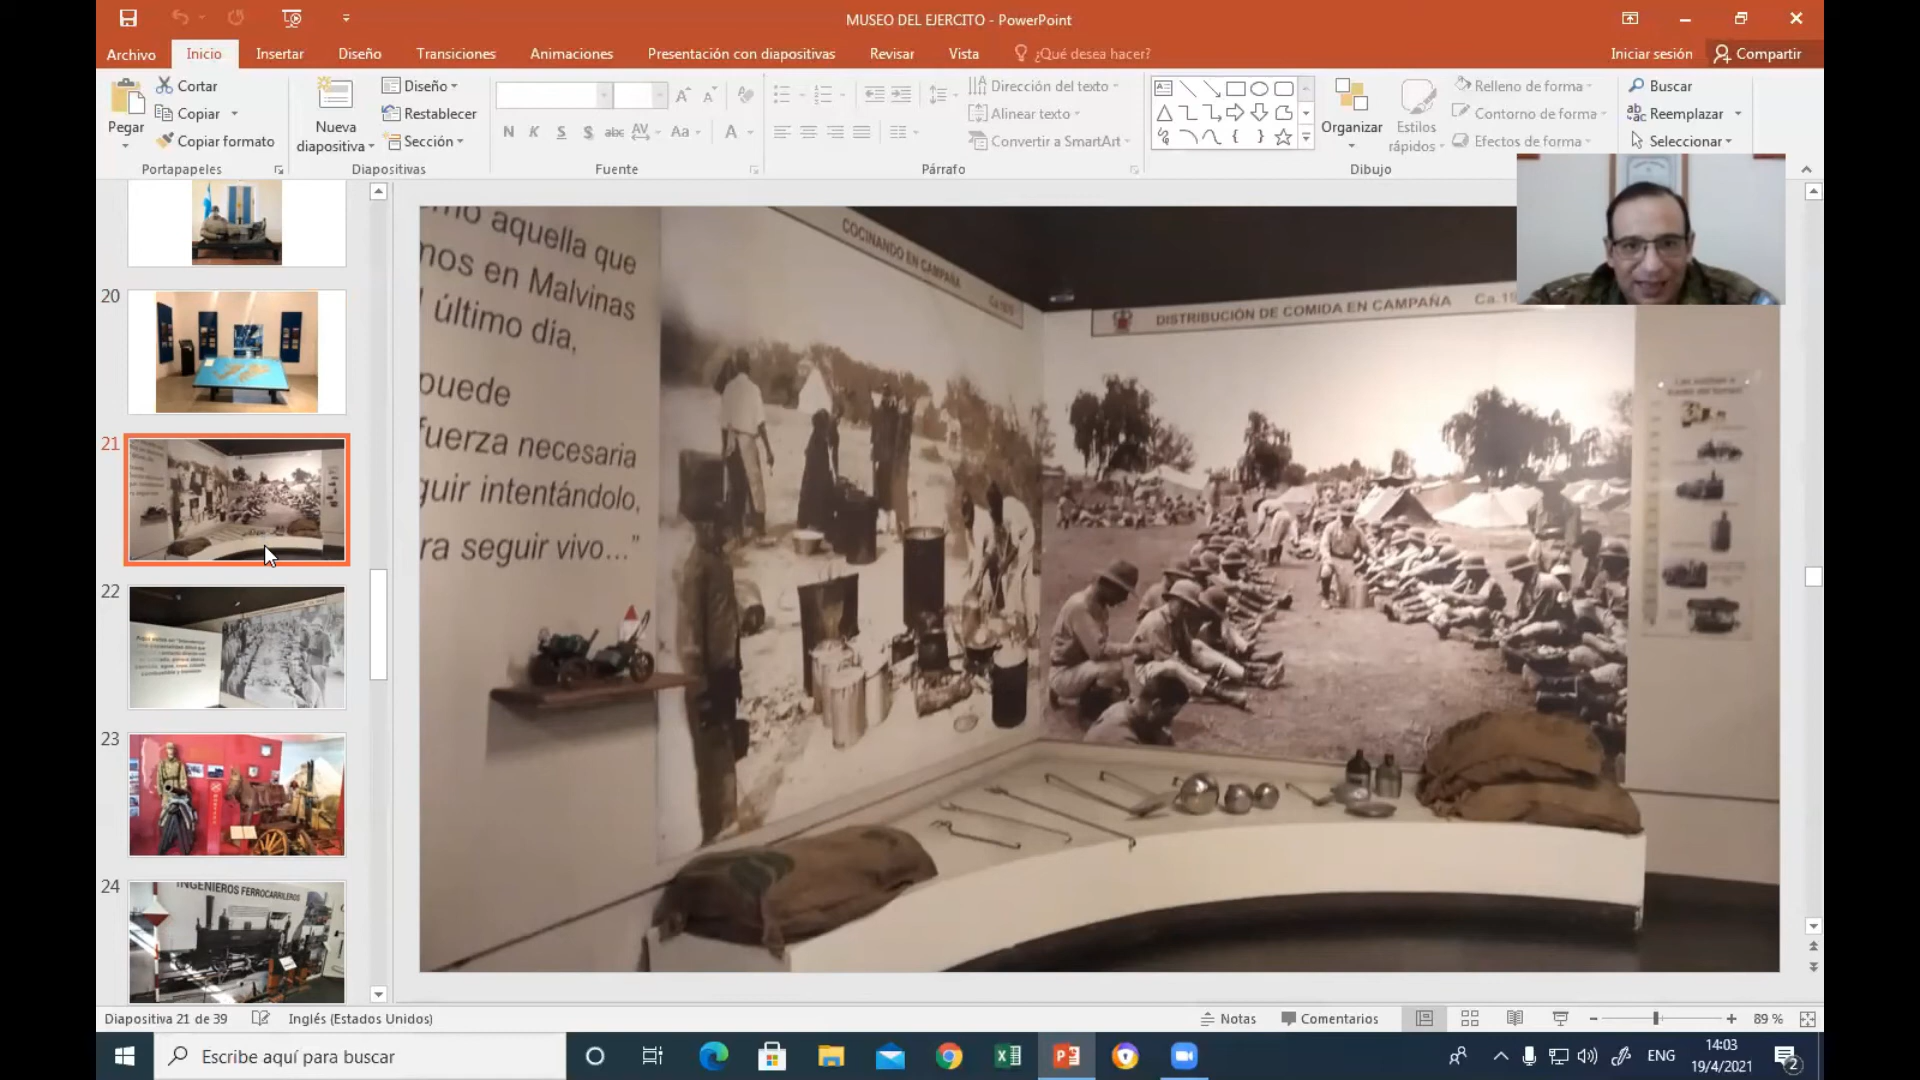 MUSEO DEL EJERCITO - PowerPoint
Archivo
Inicio
Insertar
Diseño
Transiciones
Animaciones
Presentación con diapositivas
Revisar
Vista
¿Qué desea hacer?
Iniciar sesión
Compartir
Pegar
Cortar
Copiar
Copiar formato
Portapapeles
Nueva
diapositiva
Diseño
Restablecer
Sección
Diapositivas
N K S S abc AV Aa A
Fuente
Dirección del texto
Alinear texto
Convertir a SmartArt
Párrafo
Organizar
Estilos
rápidos
Relleno de forma
Contorno de forma
Efectos de forma
Dibujo
Buscar
Reemplazar
Seleccionar
20
21
22
23
24
INGENIEROS FERROCARRILEROS
aquella que
nos en Malvinas
último día,
puede
fuerza necesaria
guir intentándolo,
ra seguir vivo..."
COCINANDO EN CAMPAÑA
DISTRIBUCIÓN DE COMIDA EN CAMPAÑA
Diapositiva 21 de 39
Inglés (Estados Unidos)
Notas
Comentarios
89 %
Escribe aquí para buscar
ENG
14:03
19/4/2021
2